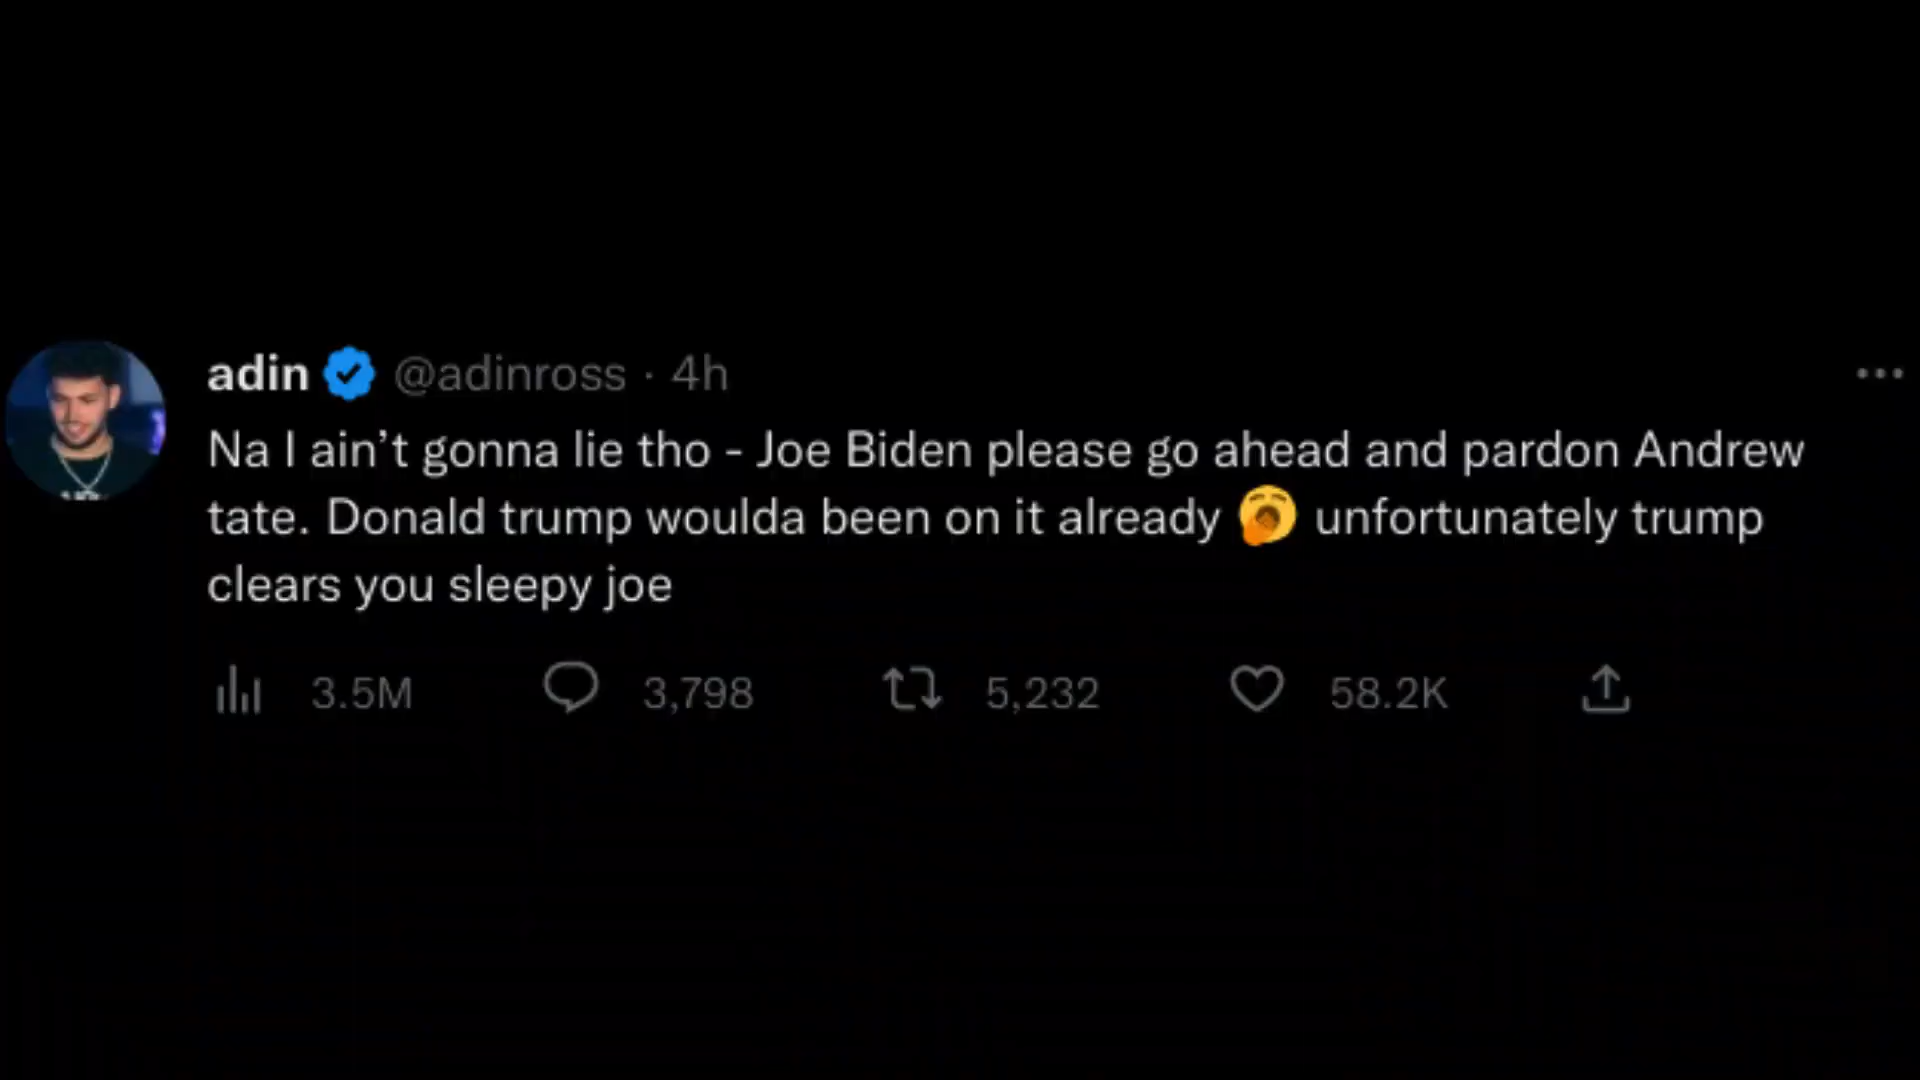 adin @adinross · 4h
Na I ain’t gonna lie tho - Joe Biden please go ahead and pardon Andrew
tate. Donald trump woulda been on it already 🥱 unfortunately trump
clears you sleepy joe
3.5M 3,798 5,232 58.2K